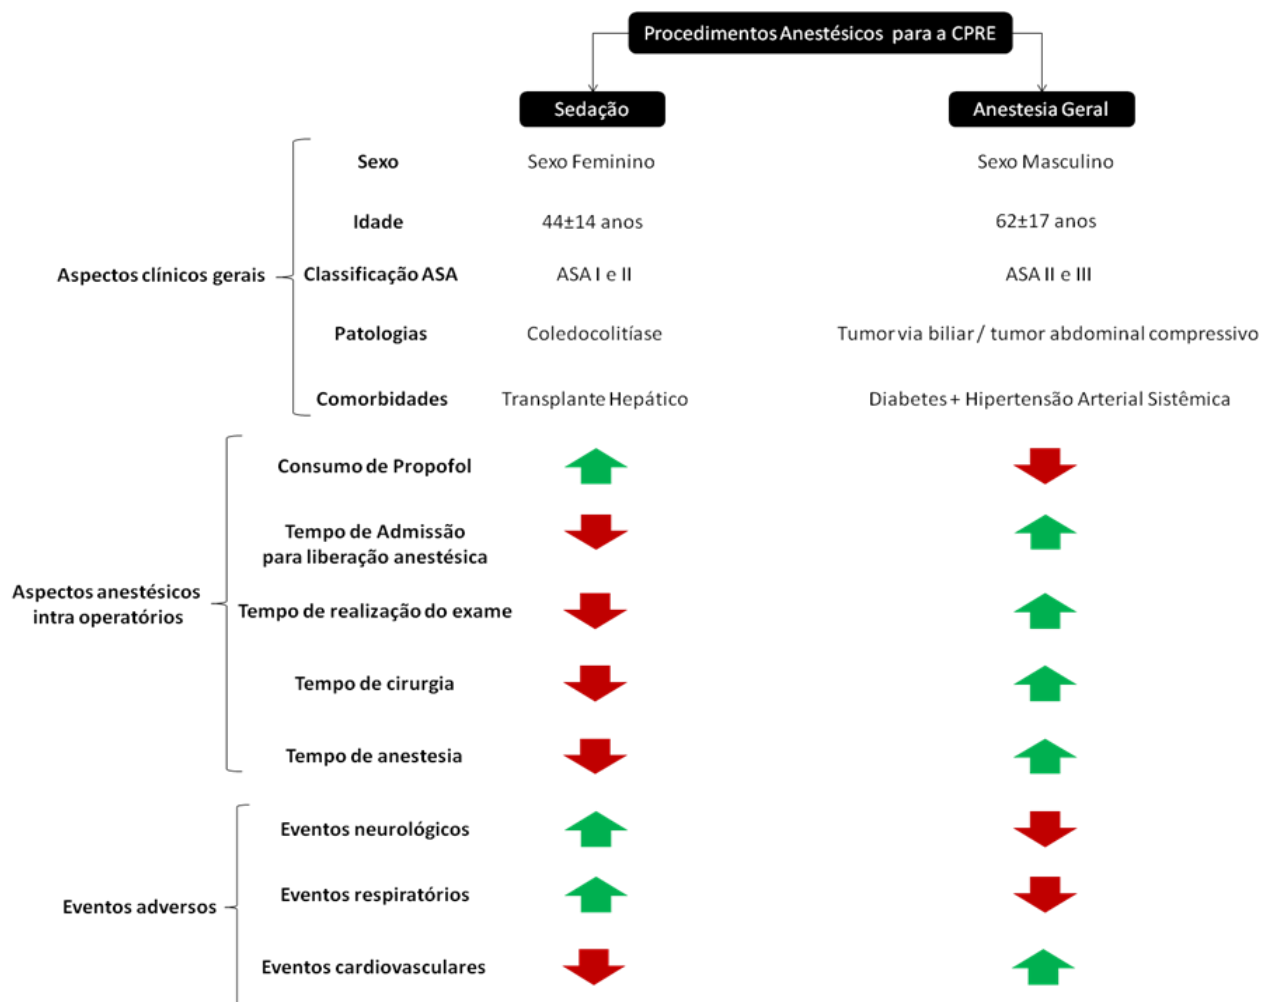 Procedimentos Anestésicos para a CPRE
Sedação
Anestesia Geral
Sexo
Sexo Feminino
Sexo Masculino
Idade
44±14 anos
62±17 anos
Aspectos clínicos gerais
Classificação ASA
ASA I e II
ASA II e III
Patologias
Coledocolitíase
Tumor via biliar / tumor abdominal compressivo
Comorbidades
Transplante Hepático
Diabetes + Hipertensão Arterial Sistêmica
Consumo de Propofol
Tempo de Admissão
para liberação anestésica
Aspectos anestésicos
intra operatórios
Tempo de realização do exame
Tempo de cirurgia
Tempo de anestesia
Eventos neurológicos
Eventos respiratórios
Eventos adversos
Eventos cardiovasculares